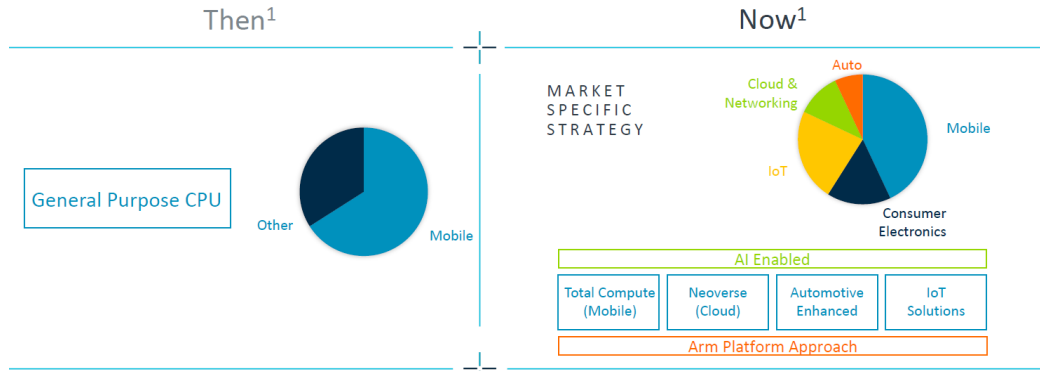 Then1
Now1
General Purpose CPU
Other
Mobile
MARKET
SPECIFIC
STRATEGY
Auto
Cloud &
Networking
Mobile
IoT
Consumer
Electronics
AI Enabled
Total Compute
(Mobile)
Neoverse
(Cloud)
Automotive
Enhanced
IoT
Solutions
Arm Platform Approach